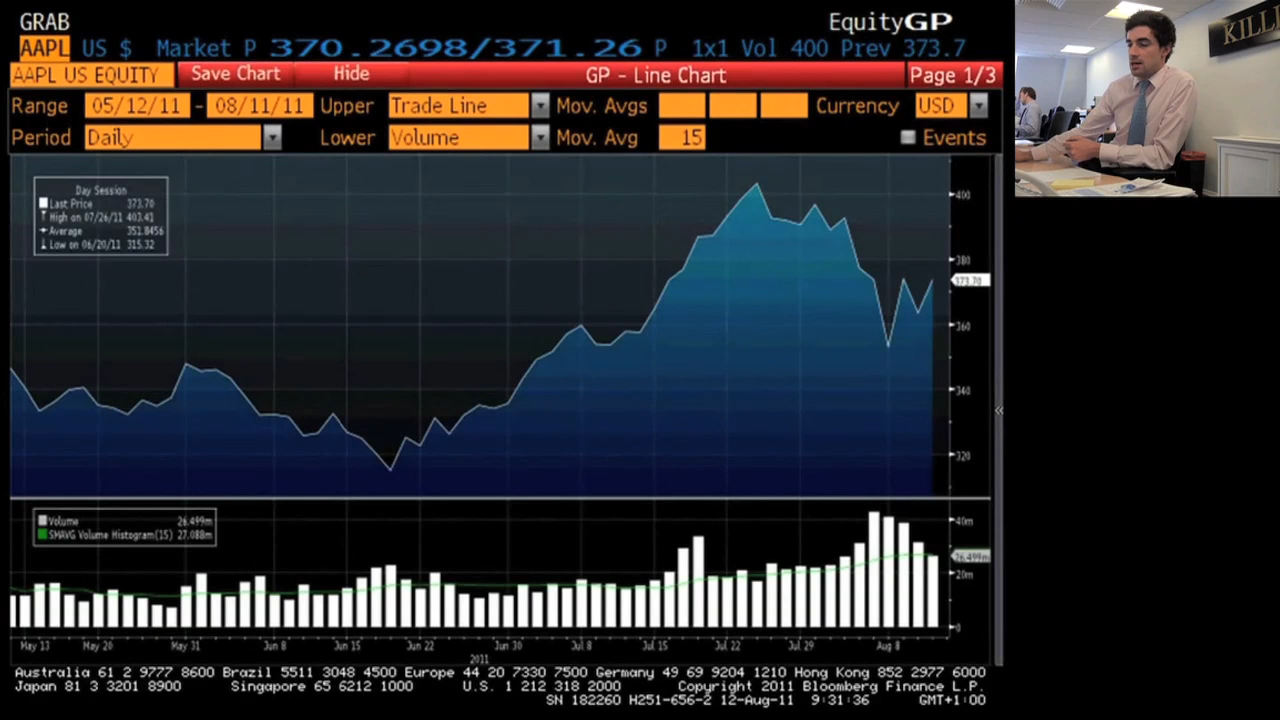 GRAB
EquityGP
AAPL US $ Market P 370.2698/371.26 P 1x1 Vol 400 Prev 373.7
AAPL US EQUITY Save Chart Hide GP - Line Chart Page 1/3
Range 05/12/11 - 08/11/11 Upper Trade Line Mov. Avgs Currency USD
Period Daily Lower Volume Mov. Avg 15 Events
KILLI
Day Session
Last Price 373.70
High on 07/26/11 403.41
Average 351.8456
Low on 06/20/11 315.32
400
380
373.70
360
340
320
Volume 26.499m
SMAVG Volume Histogram(15) 27.088m
40m
26.499m
20m
0
May 13 May 20 May 31 Jun 8 Jun 15 Jun 22 Jun 30 Jul 8 Jul 15 Jul 22 Jul 29 Aug 8
2011
Australia 61 2 9777 8600 Brazil 5511 3048 4500 Europe 44 20 7330 7500 Germany 49 69 9204 1210 Hong Kong 852 2977 6000
Japan 81 3 3201 8900 Singapore 65 6212 1000 U.S. 1 212 318 2000 Copyright 2011 Bloomberg Finance L.P.
SN 182260 H251-656-2 12-Aug-11 9:31:36 GMT+1:00